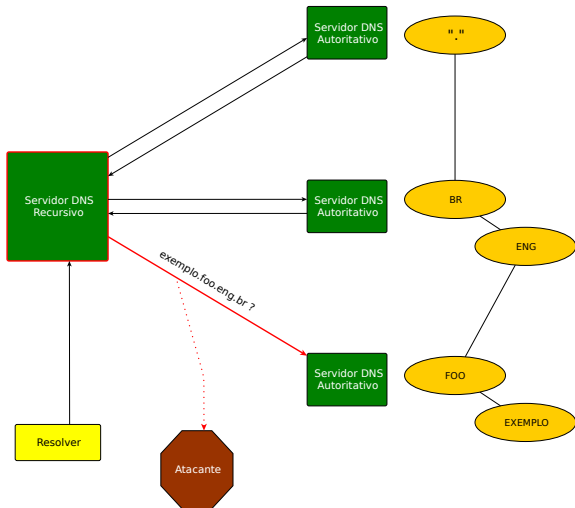 Servidor DNS
Autoritativo
"."
Servidor DNS
Recursivo
Servidor DNS
Autoritativo
BR
ENG
exemplo.foo.eng.br ?
Servidor DNS
Autoritativo
FOO
EXEMPLO
Resolver
Atacante